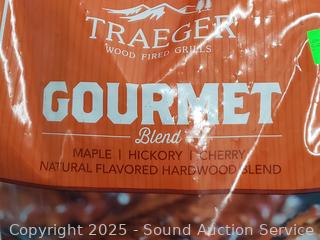 TRAEGER
WOOD FIRED GRILLS
GOURMET
Blend
MAPLE | HICKORY | CHERRY
NATURAL FLAVORED HARDWOOD BLEND
Copyright 2025 - Sound Auction Service